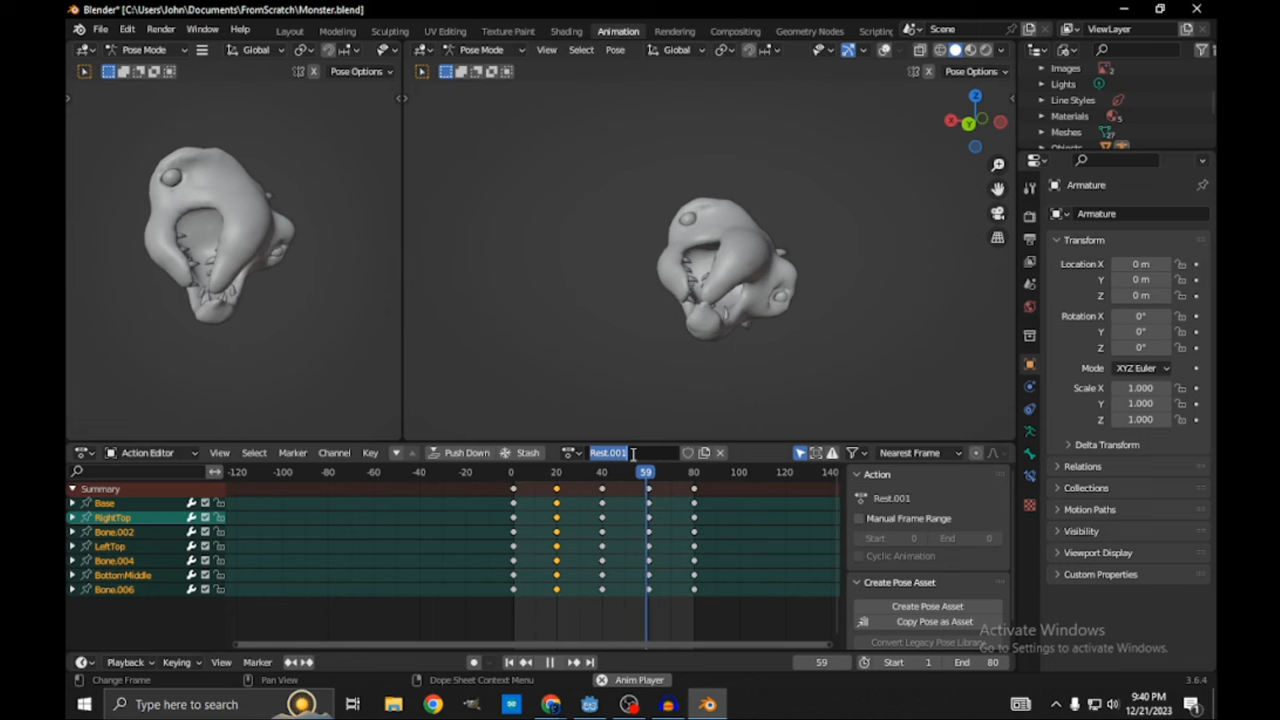 Blender* [C:\Users\John\Documents\FromScratch\Monster.blend]
File Edit Render Window Help Layout Modeling Sculpting UV Editing Texture Paint Shading Animation Rendering Compositing Geometry Nodes Scripting Scene ViewLayer
Pose Mode Global Pose Mode View Select Pose Global
Pose Options Pose Options
Images 2
Lights
Line Styles
Materials 5
Meshes 27
Objects
Z
X Y
Armature
Armature
Transform
Location X 0 m
Y 0 m
Z 0 m
Rotation X 0°
Y 0°
Z 0°
Mode XYZ Euler
Scale X 1.000
Y 1.000
Z 1.000
Delta Transform
Relations
Collections
Motion Paths
Visibility
Viewport Display
Custom Properties
Action Editor View Select Marker Channel Key Push Down Stash Rest.001 Nearest Frame
-120 -100 -80 -60 -40 -20 0 20 40 59 80 100 120 140
Summary
Base
RightTop
Bone.002
LeftTop
Bone.004
BottomMiddle
Bone.006
Action
Rest.001
Manual Frame Range
Start 0 End 0
Cyclic Animation
Create Pose Asset
Create Pose Asset
Copy Pose as Asset
Convert Legacy Pose Library
Activate Windows
Go to Settings to activate Windows.
Playback Keying View Marker 59 Start 1 End 80
Change Frame Pan View Dope Sheet Context Menu Anim Player 3.6.4
Type here to search
9:40 PM
12/21/2023
1